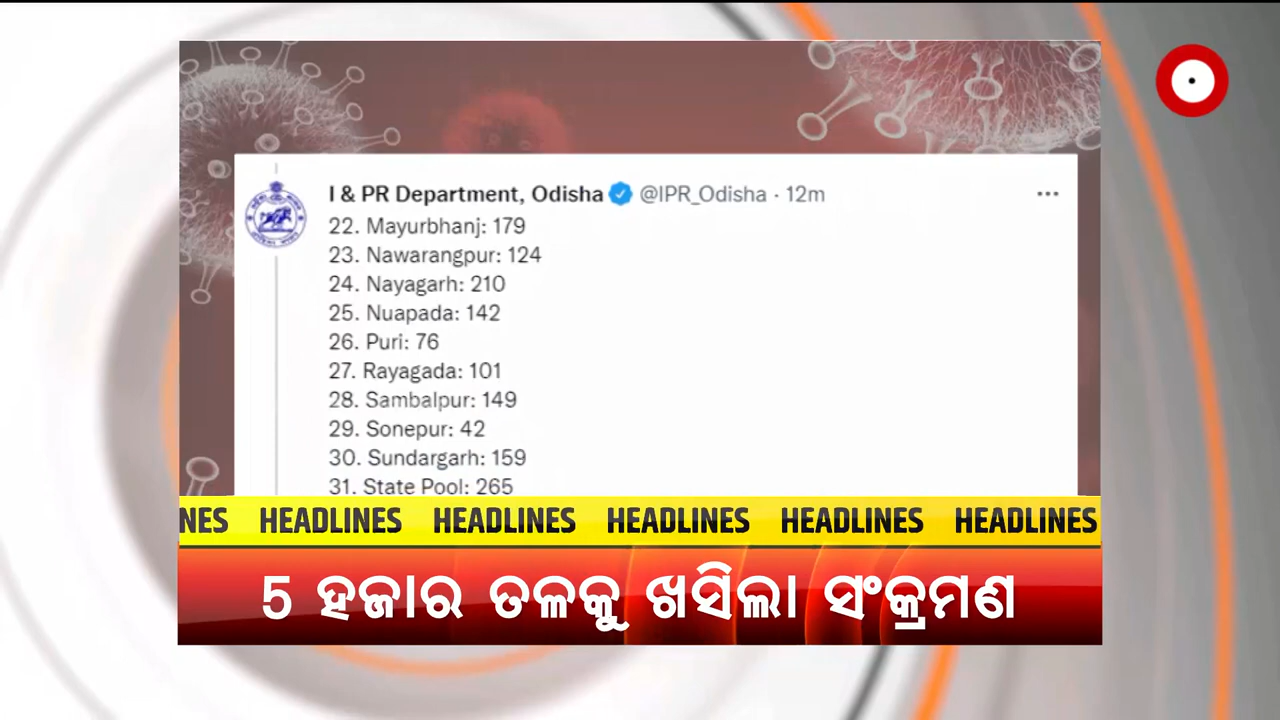 I & PR Department, Odisha @IPR_Odisha · 12m
22. Mayurbhanj: 179
23. Nawarangpur: 124
24. Nayagarh: 210
25. Nuapada: 142
26. Puri: 76
27. Rayagada: 101
28. Sambalpur: 149
29. Sonepur: 42
30. Sundargarh: 159
31. State Pool: 265
NES HEADLINES HEADLINES HEADLINES HEADLINES HEADLINES
5 ହଜାର ତଳକୁ ଖସିଲା ସଂକ୍ରମଣ